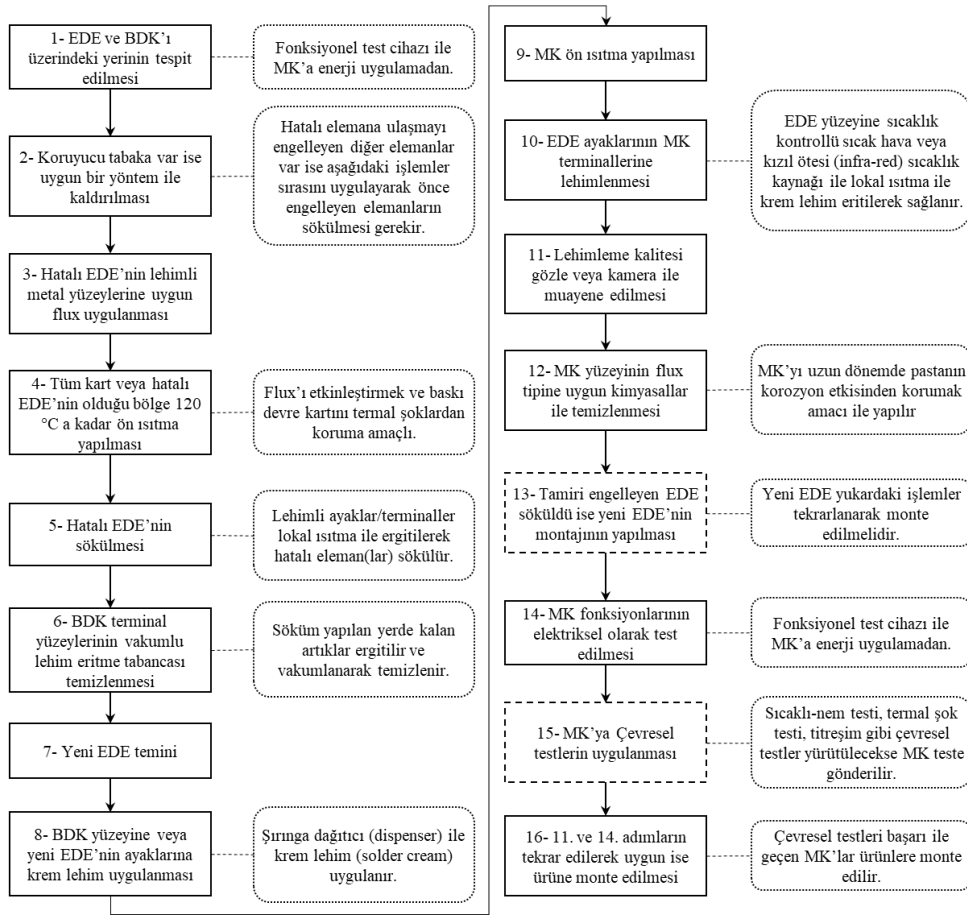 1- EDE ve BDK’ı
üzerindeki yerinin tespit
edilmesi
Fonksiyonel test cihazı ile
MK’a enerji uygulamadan.
2- Koruyucu tabaka var ise
uygun bir yöntem ile
kaldırılması
Hatalı elemana ulaşmayı
engelleyen diğer elemanlar
var ise aşağıdaki işlemler
sırasını uygulayarak önce
engelleyen elemanların
sökülmesi gerekir.
3- Hatalı EDE’nin lehimli
metal yüzeylerine uygun
flux uygulanması
4- Tüm kart veya hatalı
EDE’nin olduğu bölge 120
°C a kadar ön ısıtma
yapılması
Flux’ı etkinleştirmek ve baskı
devre kartını termal şoklardan
koruma amaçlı.
5- Hatalı EDE’nin
sökülmesi
Lehimli ayaklar/terminaller
lokal ısıtma ile ergitilerek
hatalı eleman(lar) sökülür.
6- BDK terminal
yüzeylerinin vakumlu
lehim eritme tabancası
temizlenmesi
Söküm yapılan yerde kalan
artıklar ergitilir ve
vakumlanarak temizlenir.
7- Yeni EDE temini
8- BDK yüzeyine veya
yeni EDE’nin ayaklarına
krem lehim uygulanması
Şırınga dağıtıcı (dispenser) ile
krem lehim (solder cream)
uygulanır.
9- MK ön ısıtma yapılması
10- EDE ayaklarının MK
terminallerine
lehimlenmesi
EDE yüzeyine sıcaklık
kontrollü sıcak hava veya
kızıl ötesi (infra-red) sıcaklık
kaynağı ile lokal ısıtma ile
krem lehim eritilerek sağlanır.
11- Lehimleme kalitesi
gözle veya kamera ile
muayene edilmesi
12- MK yüzeyinin flux
tipine uygun kimyasallar
ile temizlenmesi
MK’yı uzun dönemde pastanın
korozyon etkisinden korumak
amacı ile yapılır
13- Tamiri engelleyen EDE
söküldü ise yeni EDE’nin
montajının yapılması
Yeni EDE yukardaki işlemler
tekrarlanarak monte
edilmelidir.
14- MK fonksiyonlarının
elektriksel olarak test
edilmesi
Fonksiyonel test cihazı ile
MK’a enerji uygulamadan.
15- MK’ya Çevresel
testlerin uygulanması
Sıcaklı-nem testi, termal şok
testi, titreşim gibi çevresel
testler yürütülecekse MK teste
gönderilir.
16- 11. ve 14. adımların
tekrar edilerek uygun ise
ürüne monte edilmesi
Çevresel testleri başarı ile
geçen MK’lar ürünlere monte
edilir.